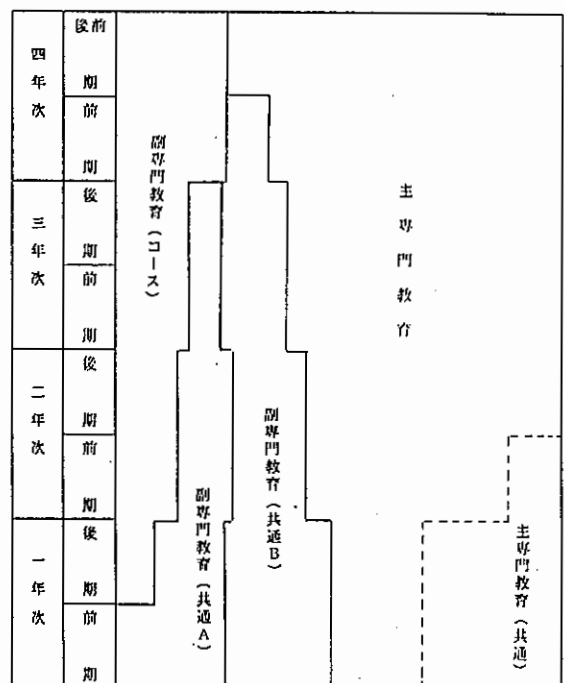 四年次
後前
期
前
期
三年次
後
期
前
期
二年次
後
期
前
期
一年次
後
期
前
期
副専門教育（コース）
副専門教育（共通A）
副専門教育（共通B）
主専門教育
主専門教育（共通）